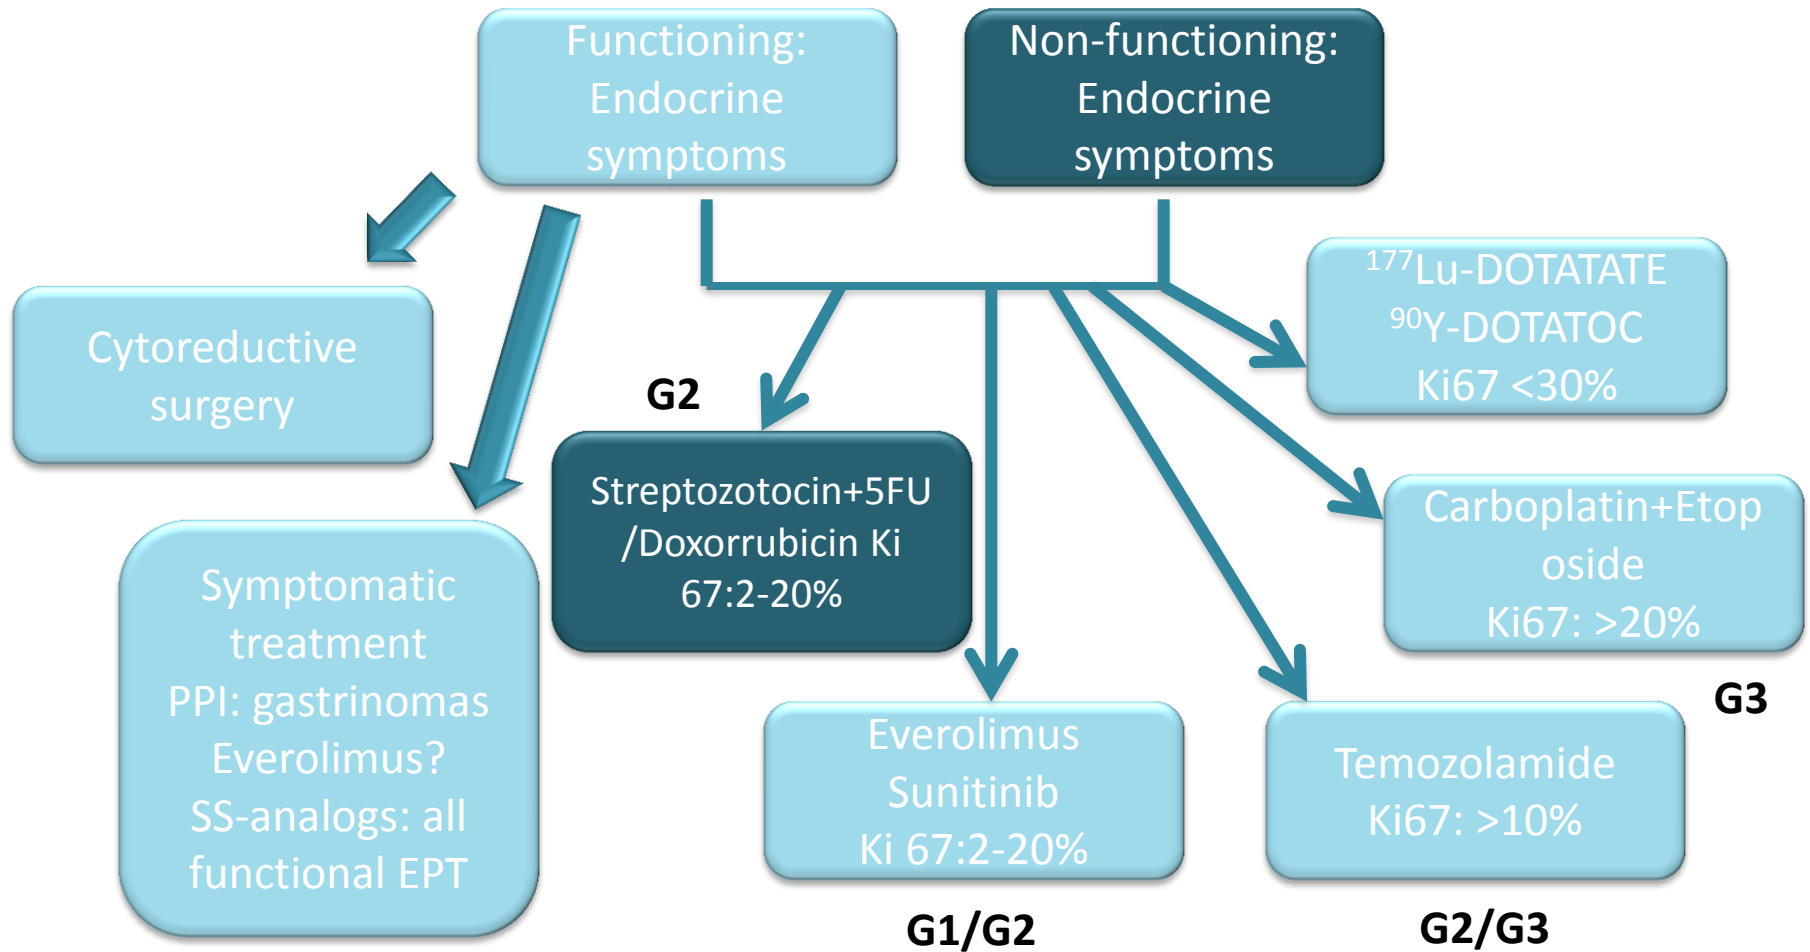 Functioning:
Endocrine
symptoms
Non-functioning:
Endocrine
symptoms
Cytoreductive
surgery
Symptomatic
treatment
PPI: gastrinomas
Everolimus?
SS-analogs: all
functional EPT
G2
Streptozotocin+5FU
/Doxorrubicin Ki
67:2-20%
Everolimus
Sunitinib
Ki 67:2-20%
G1/G2
Temozolamide
Ki67: >10%
G2/G3
Carboplatin+Etop
oside
Ki67: >20%
G3
¹⁷⁷Lu-DOTATATE
⁹⁰Y-DOTATOC
Ki67 <30%